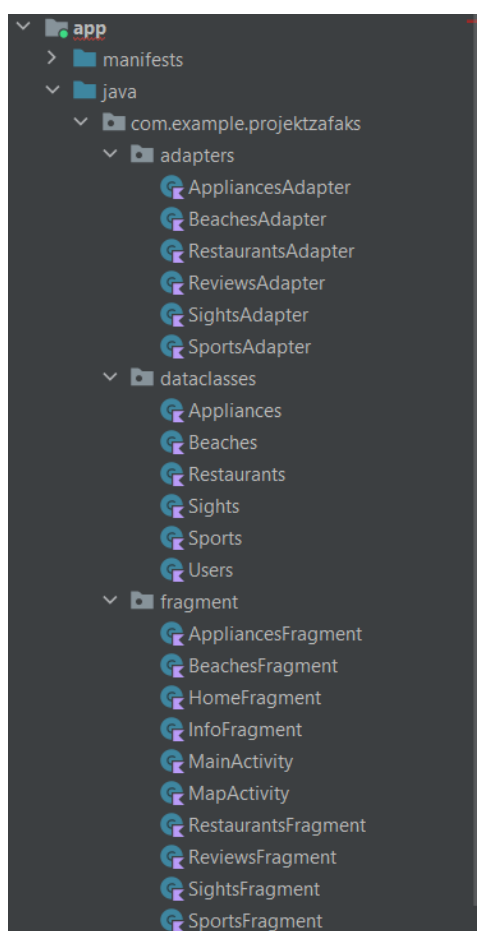 app
manifests
java
com.example.projektzafaks
adapters
AppliancesAdapter
BeachesAdapter
RestaurantsAdapter
ReviewsAdapter
SightsAdapter
SportsAdapter
dataclasses
Appliances
Beaches
Restaurants
Sights
Sports
Users
fragment
AppliancesFragment
BeachesFragment
HomeFragment
InfoFragment
MainActivity
MapActivity
RestaurantsFragment
ReviewsFragment
SightsFragment
SportsFragment